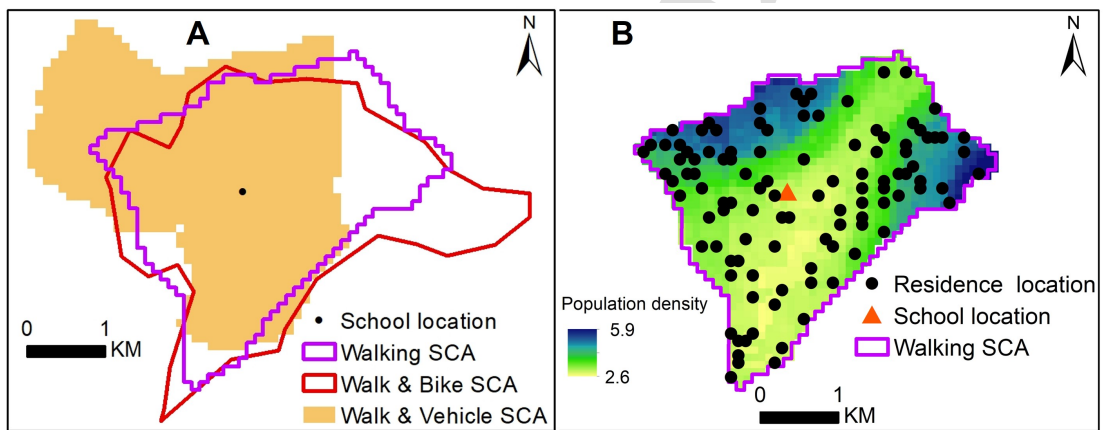 A
N
0 1
KM
School location
Walking SCA
Walk & Bike SCA
Walk & Vehicle SCA
B
N
Population density
5.9
2.6
Residence location
School location
Walking SCA
0 1
KM